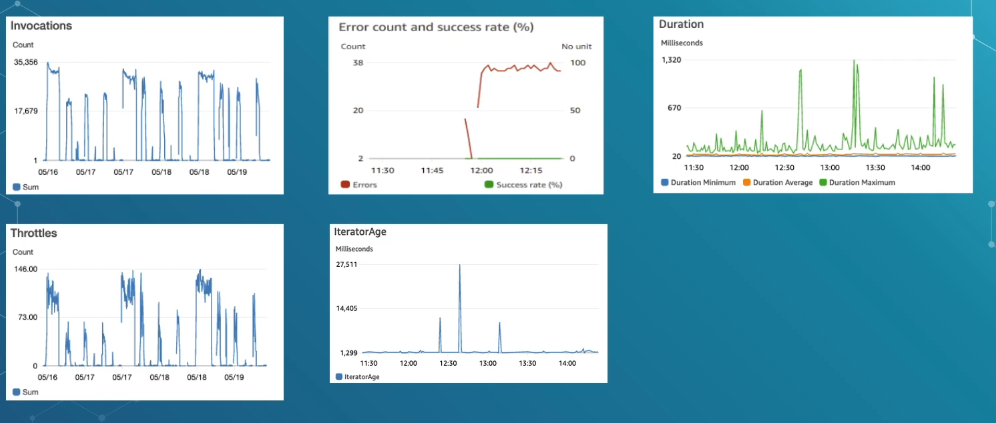 Invocations
Count
35,356
17,679
1
05/16 05/17 05/17 05/18 05/18 05/19
Sum
Error count and success rate (%)
Count No unit
38 100
20 50
2 0
11:30 11:45 12:00 12:15
Errors Success rate (%)
Duration
Milliseconds
1,320
670
20
11:30 12:00 12:30 13:00 13:30 14:00
Duration Minimum Duration Average Duration Maximum
Throttles
Count
146.00
73.00
0
05/16 05/17 05/17 05/18 05/18 05/19
Sum
IteratorAge
Milliseconds
27,511
14,405
1,299
11:30 12:00 12:30 13:00 13:30 14:00
IteratorAge